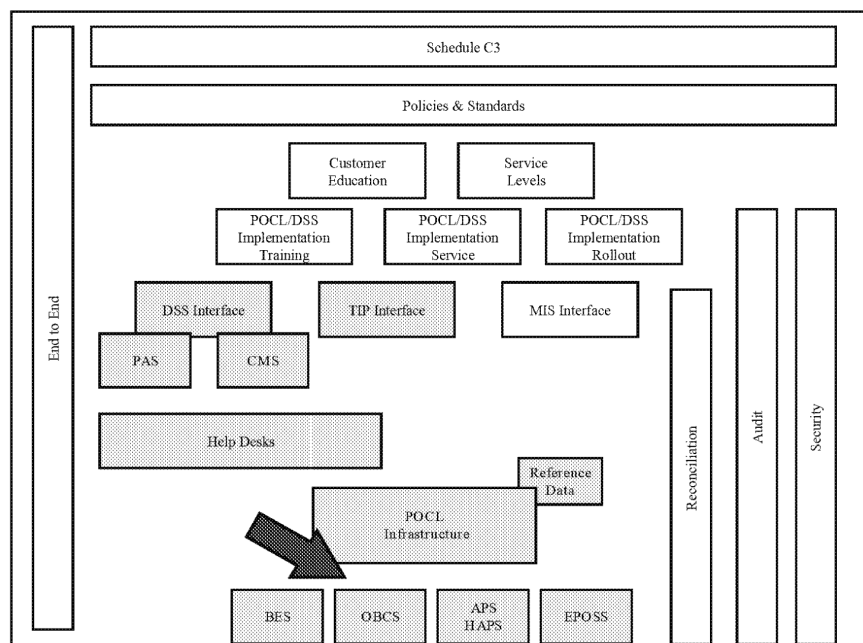 Schedule C3
Policies & Standards
Customer
Education
Service
Levels
POCL/DSS
Implementation
Training
POCL/DSS
Implementation
Service
POCL/DSS
Implementation
Rollout
End to End
DSS Interface
TIP Interface
MIS Interface
PAS
CMS
Help Desks
Reference
Data
POCL
Infrastructure
Reconciliation
Audit
Security
BES
OBCS
APS
HAPS
EPOSS